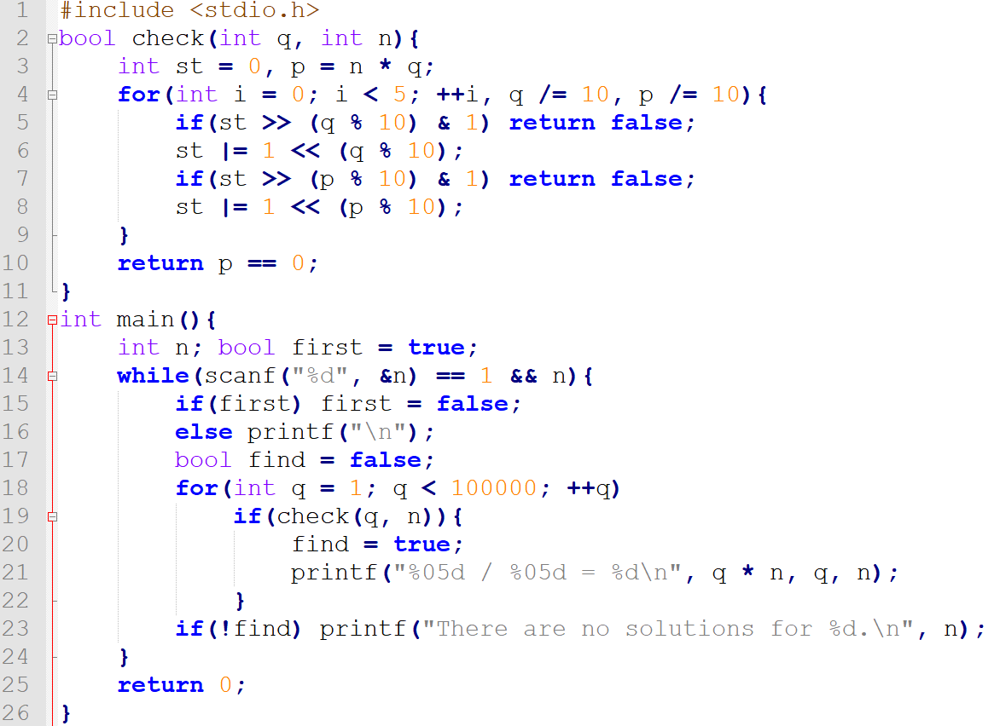 1 #include <stdio.h>
2 bool check(int q, int n){
3     int st = 0, p = n * q;
4     for(int i = 0; i < 5; ++i, q /= 10, p /= 10){
5         if(st >> (q % 10) & 1) return false;
6         st |= 1 << (q % 10);
7         if(st >> (p % 10) & 1) return false;
8         st |= 1 << (p % 10);
9     }
10     return p == 0;
11 }
12 int main(){
13     int n; bool first = true;
14     while(scanf("%d", &n) == 1 && n){
15         if(first) first = false;
16         else printf("\n");
17         bool find = false;
18         for(int q = 1; q < 100000; ++q)
19             if(check(q, n)){
20                 find = true;
21                 printf("%05d / %05d = %d\n", q * n, q, n);
22             }
23         if(!find) printf("There are no solutions for %d.\n", n);
24     }
25     return 0;
26 }